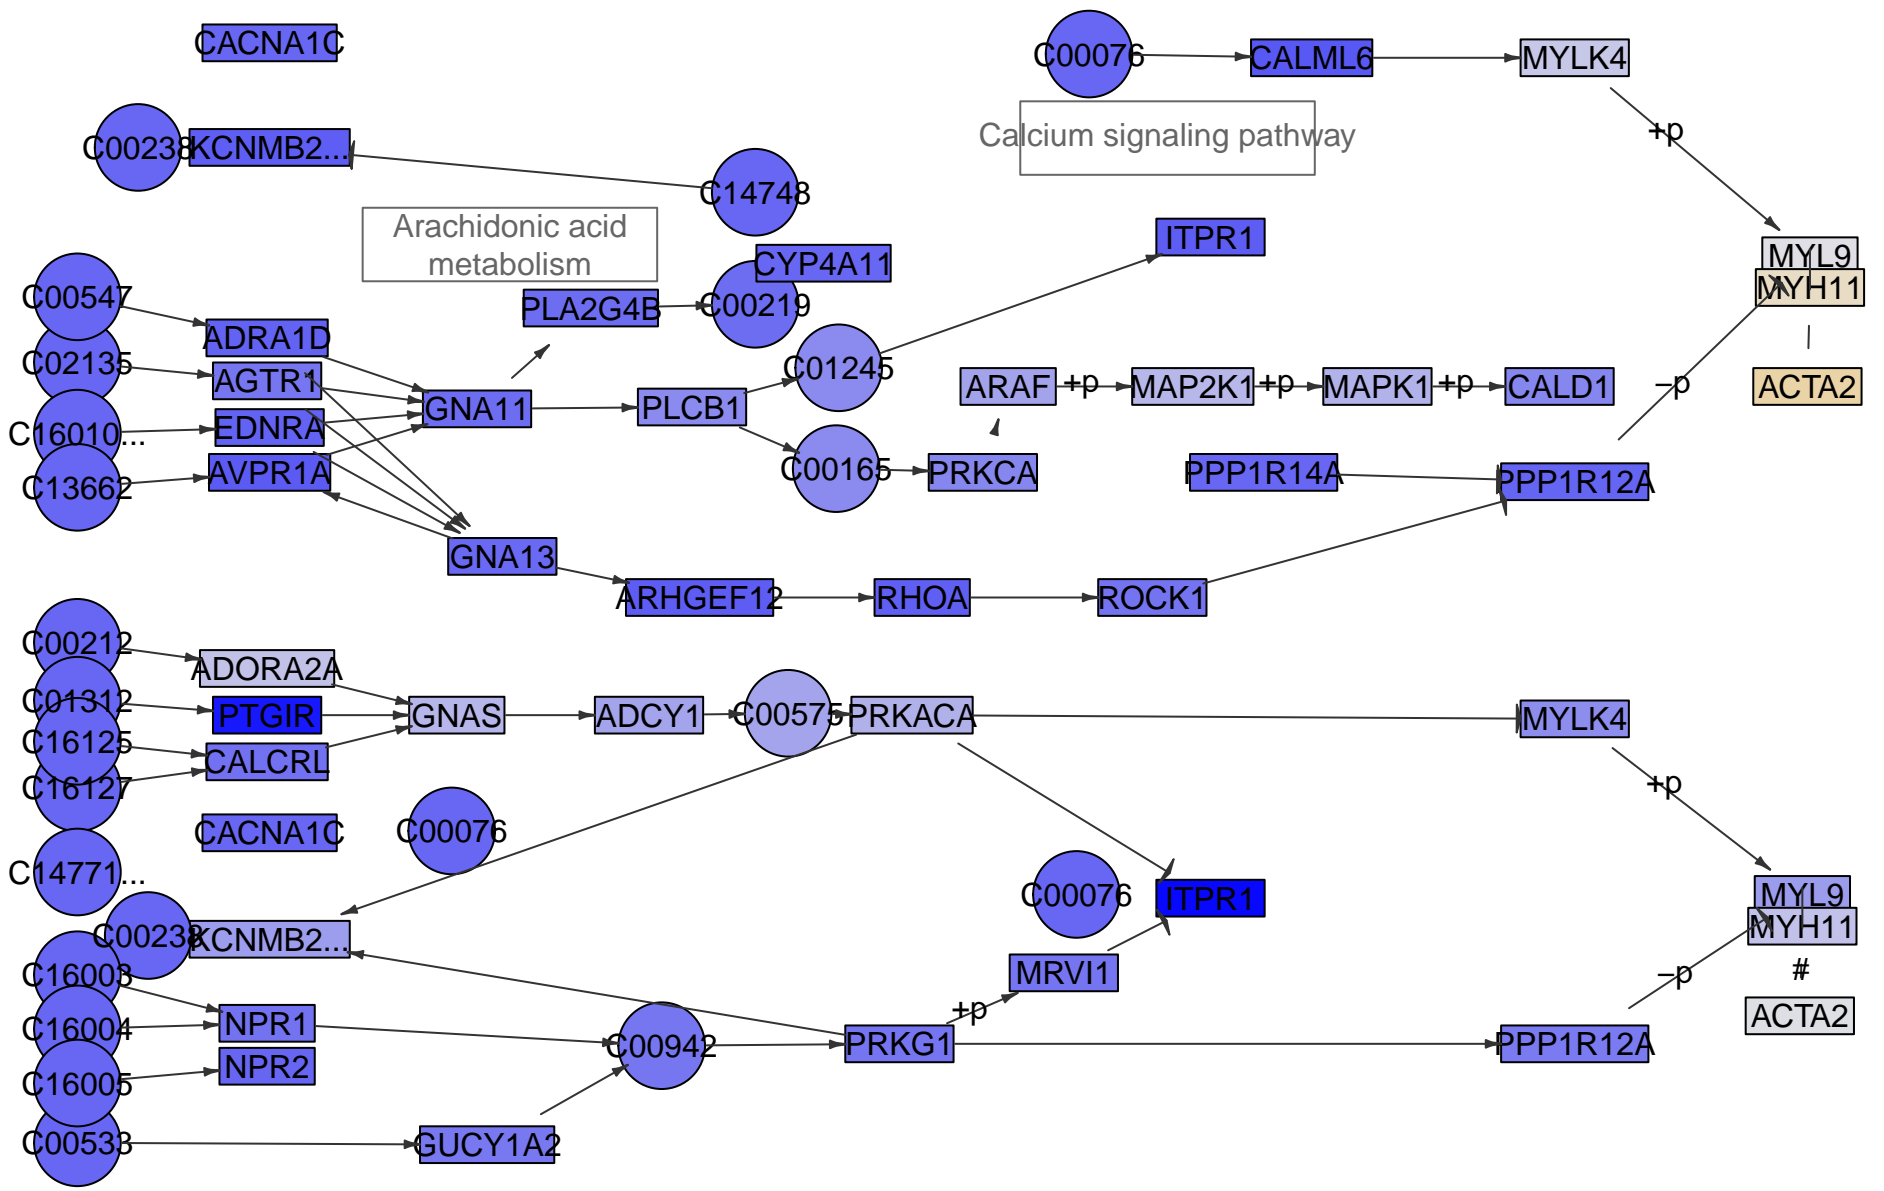 CACNA1C
C00076
CALML6
MYLK4
+p
Calcium signaling pathway
C00238
KCNMB2...
C14748
Arachidonic acid
metabolism
ITPR1
MYL9
MYH11
CYP4A11
C00219
PLA2G4B
C00547
ADRA1D
C02135
AGTR1
C01245
ARAF
+p
MAP2K1
+p
MAPK1
+p
CALD1
–p
ACTA2
GNA11
PLCB1
C16010...
EDNRA
C13662
AVPR1A
C00165
PRKCA
PPP1R14A
PPP1R12A
GNA13
ARHGEF12
RHOA
ROCK1
C00212
ADORA2A
C01312
PTGIR
GNAS
ADCY1
C00575
PRKACA
MYLK4
C16125
CALCRL
C16127
+p
CACNA1C
C00076
C14771...
C00076
ITPR1
MYL9
MYH11
C00238
KCNMB2...
C16003
MRVI1
–p
#
+p
C16004
NPR1
ACTA2
C00942
PRKG1
PPP1R12A
C16005
NPR2
C00533
GUCY1A2